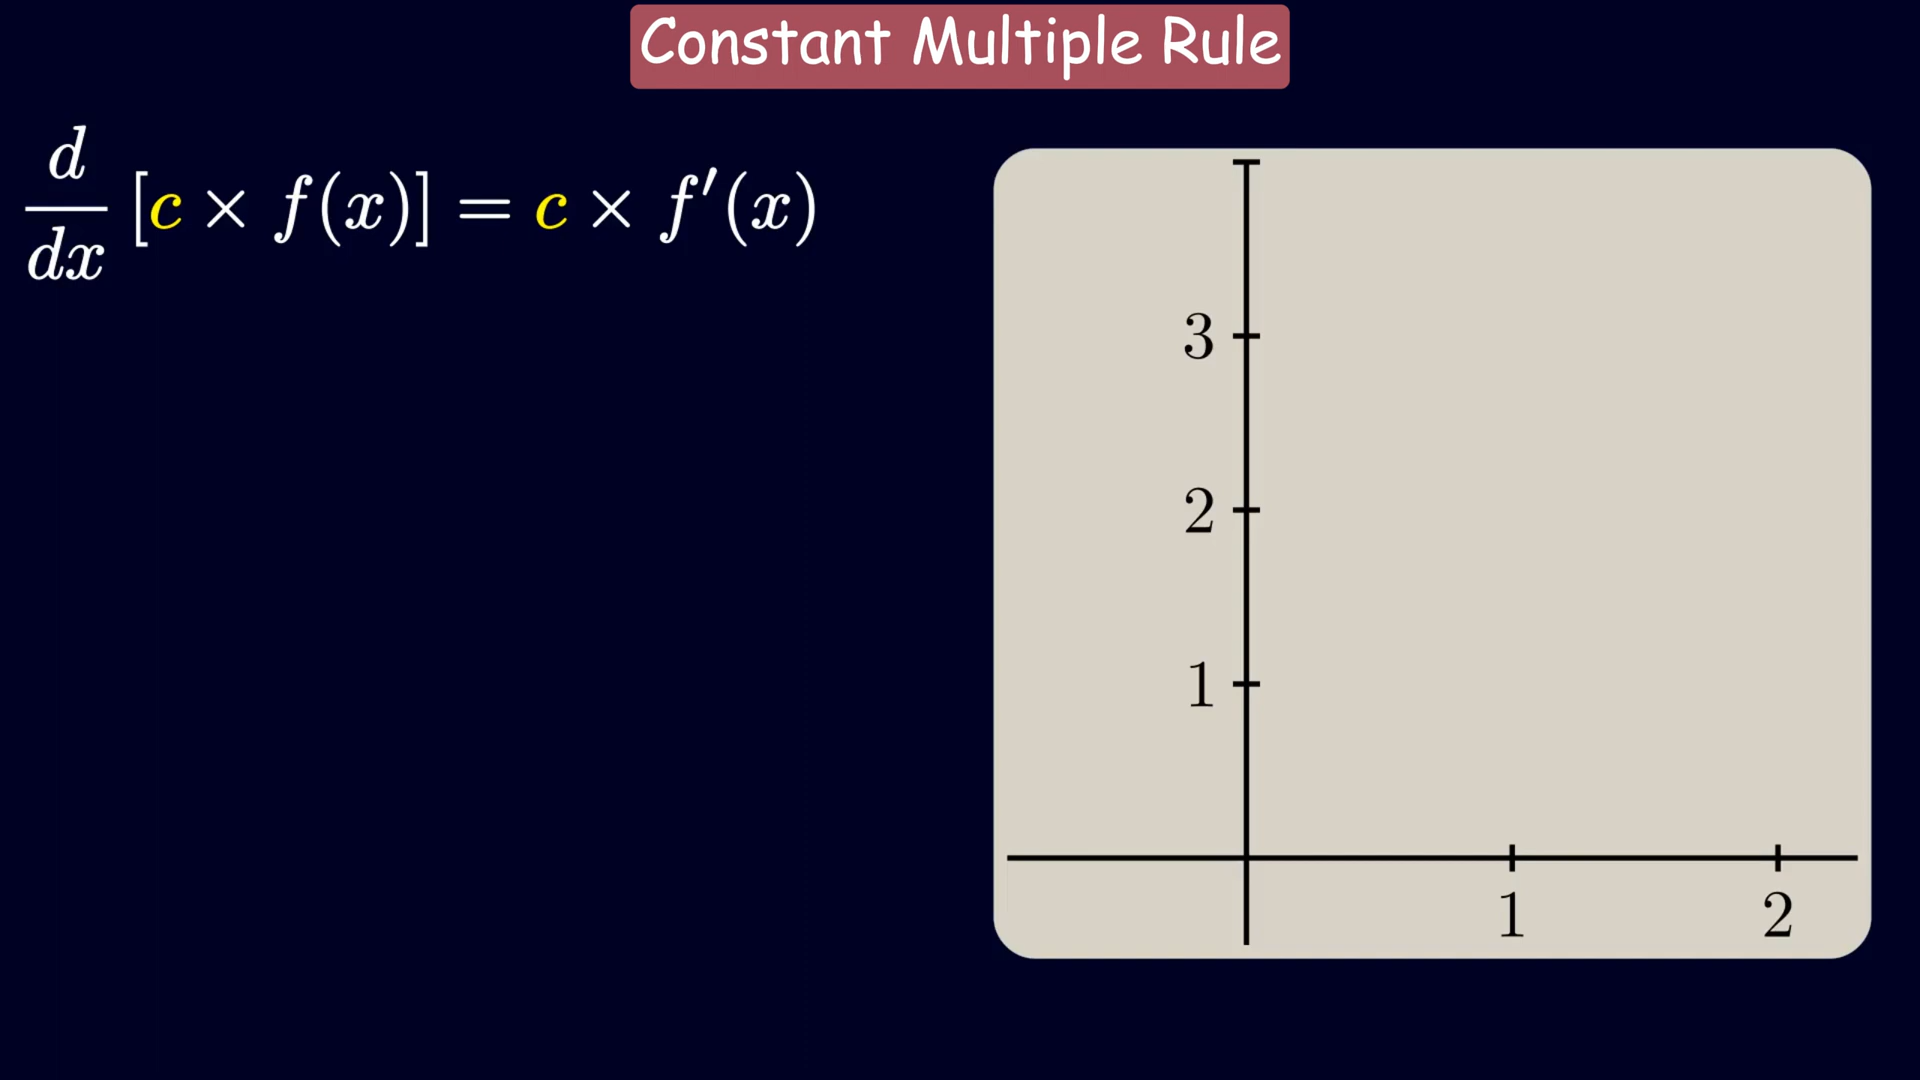 Constant Multiple Rule
d/dx [c × f(x)] = c × f′(x)
3
2
1
1 2